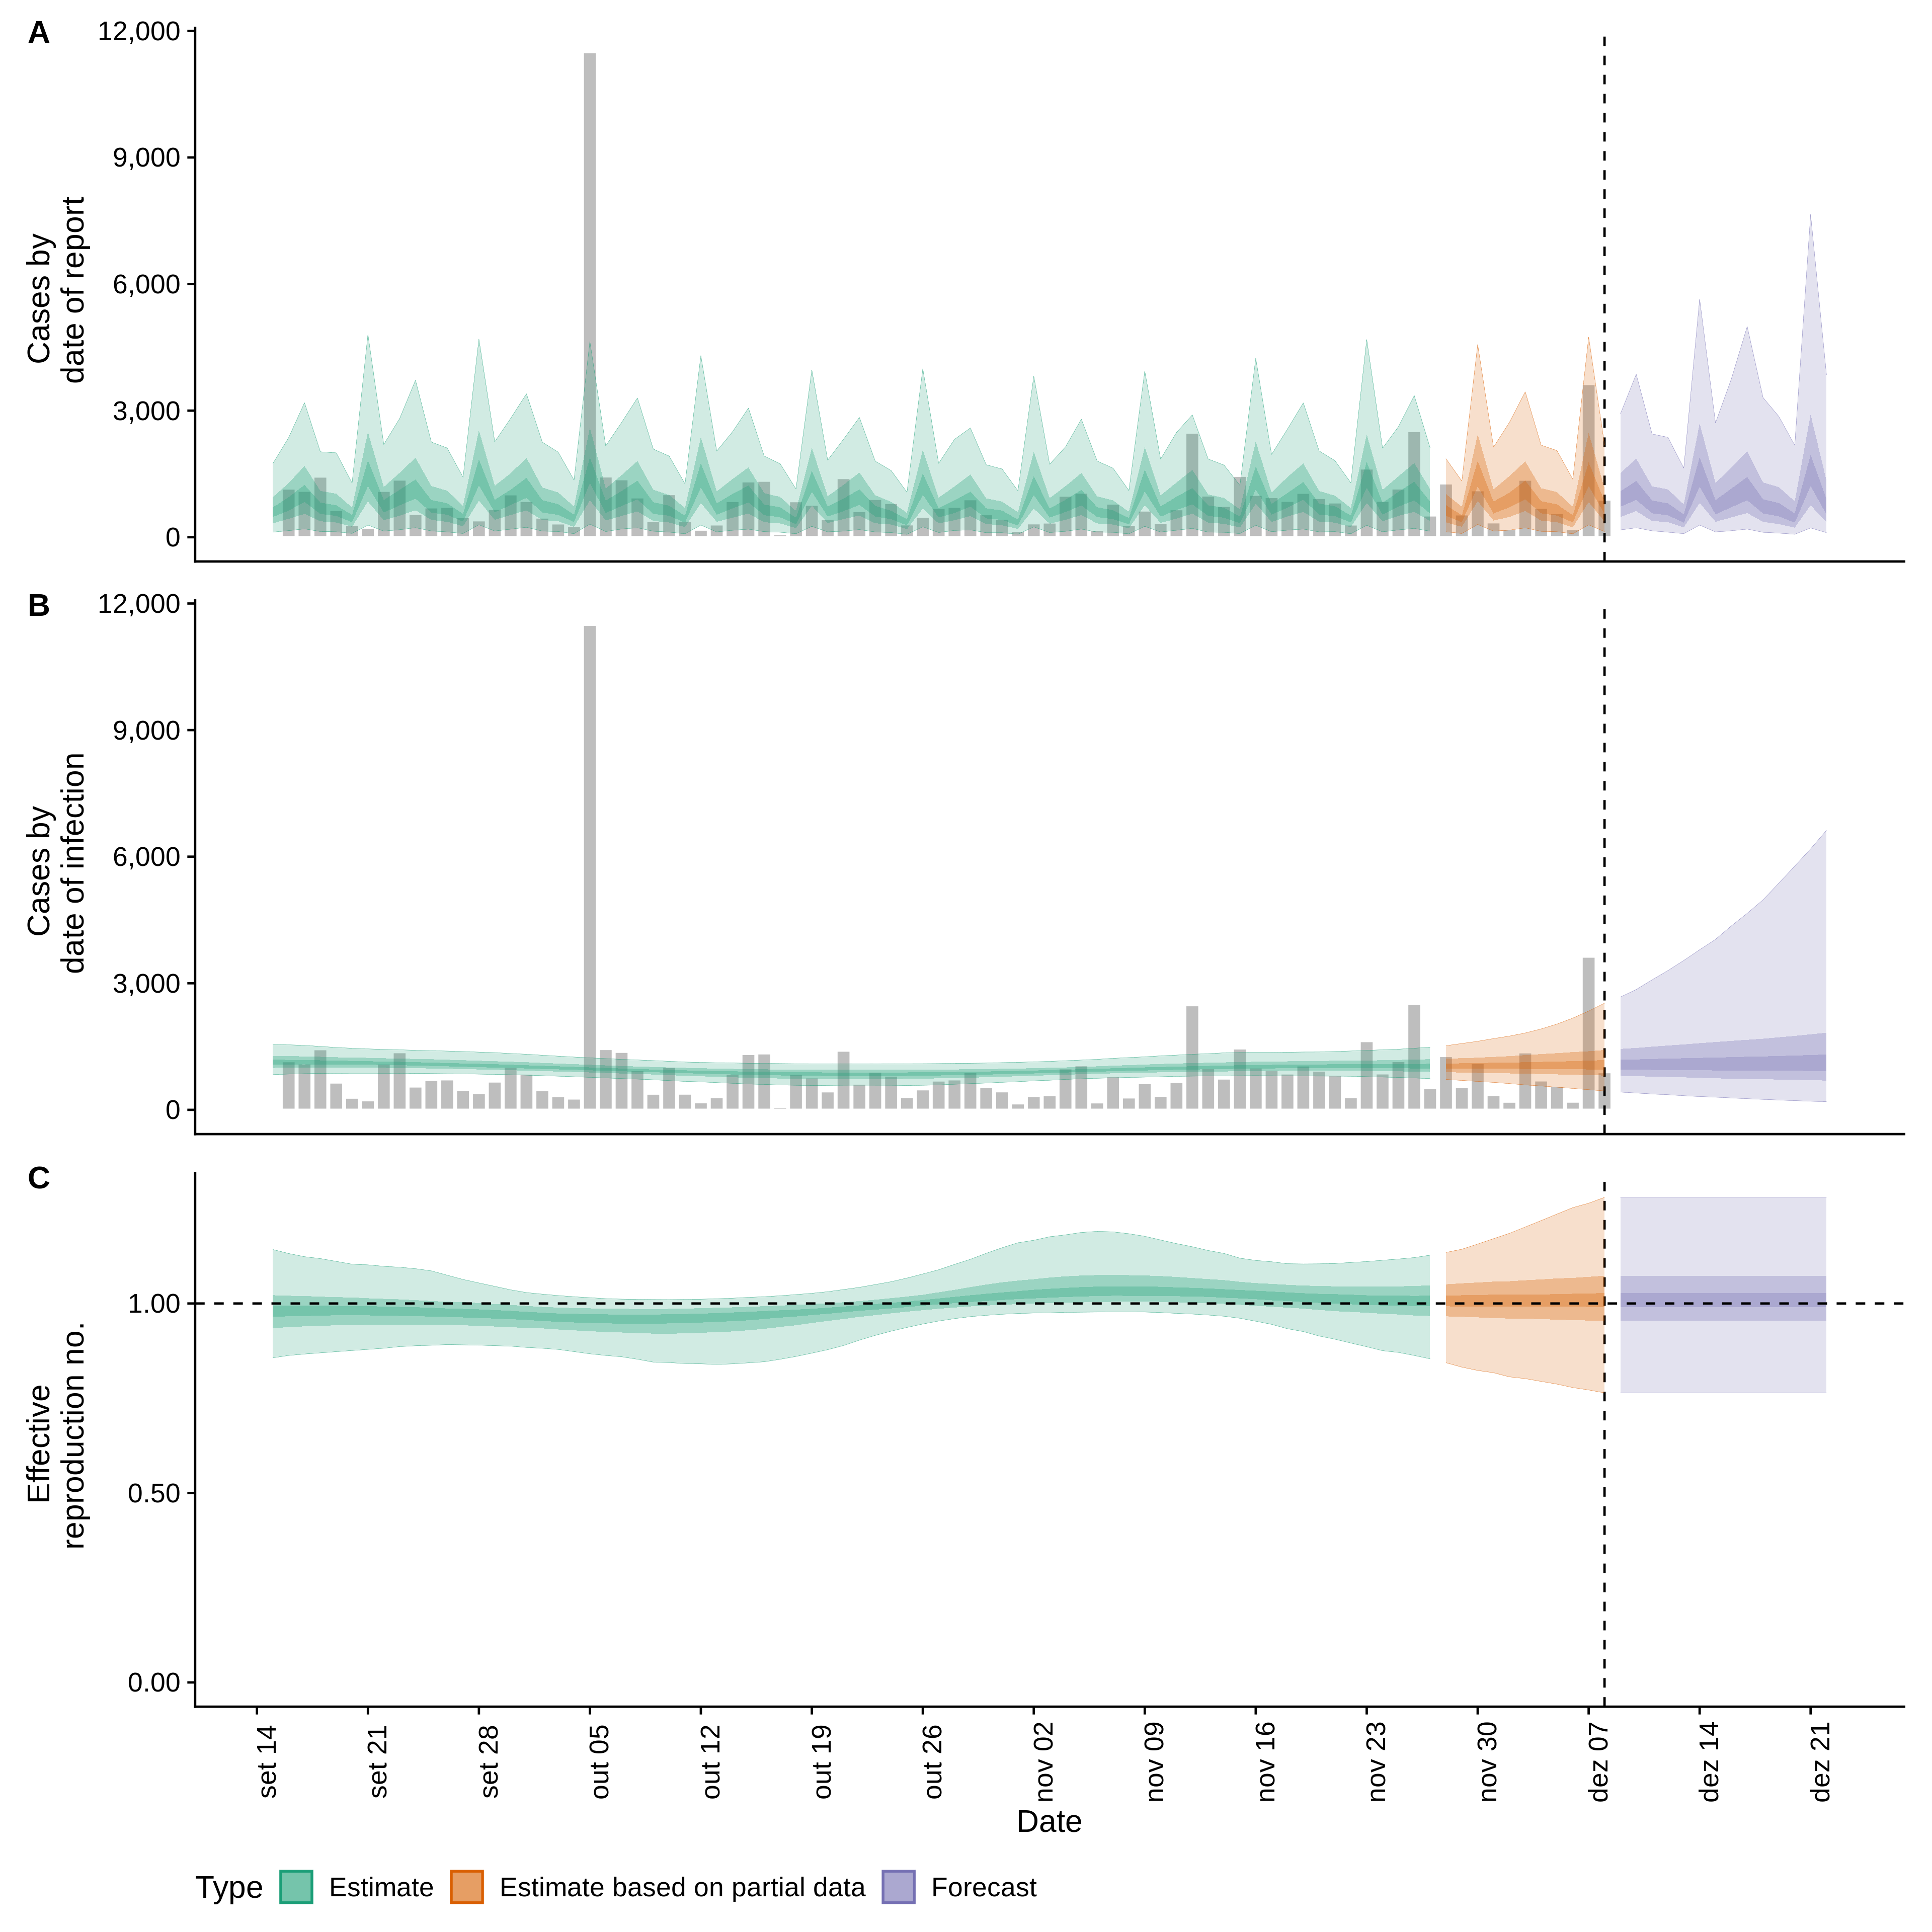 A
12,000
9,000
6,000
3,000
0
Cases by
date of report
B
12,000
9,000
6,000
3,000
0
Cases by
date of infection
C
1.00
0.50
0.00
Effective
reproduction no.
set 14
set 21
set 28
out 05
out 12
out 19
out 26
nov 02
nov 09
nov 16
nov 23
nov 30
dez 07
dez 14
dez 21
Date
Type Estimate Estimate based on partial data Forecast